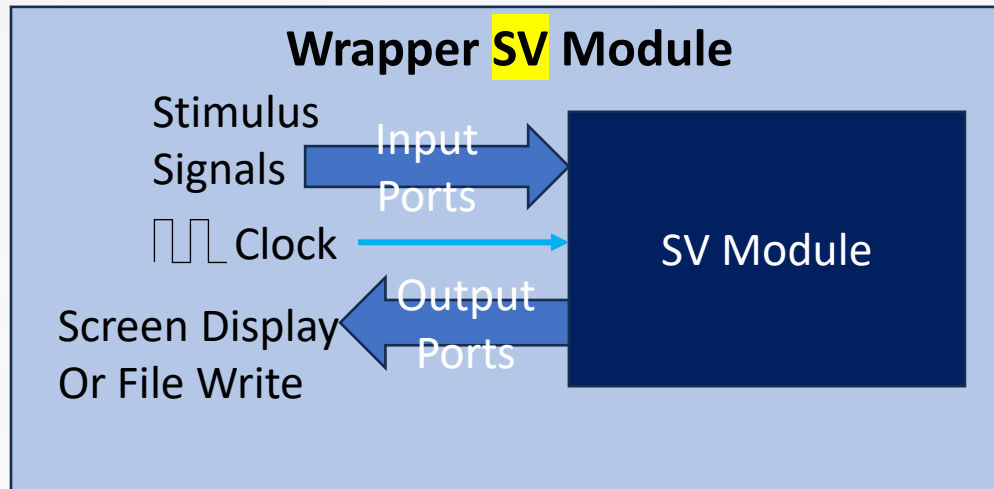 Wrapper SV Module
Stimulus
Signals
Input
Ports
Clock
SV Module
Output
Ports
Screen Display
Or File Write